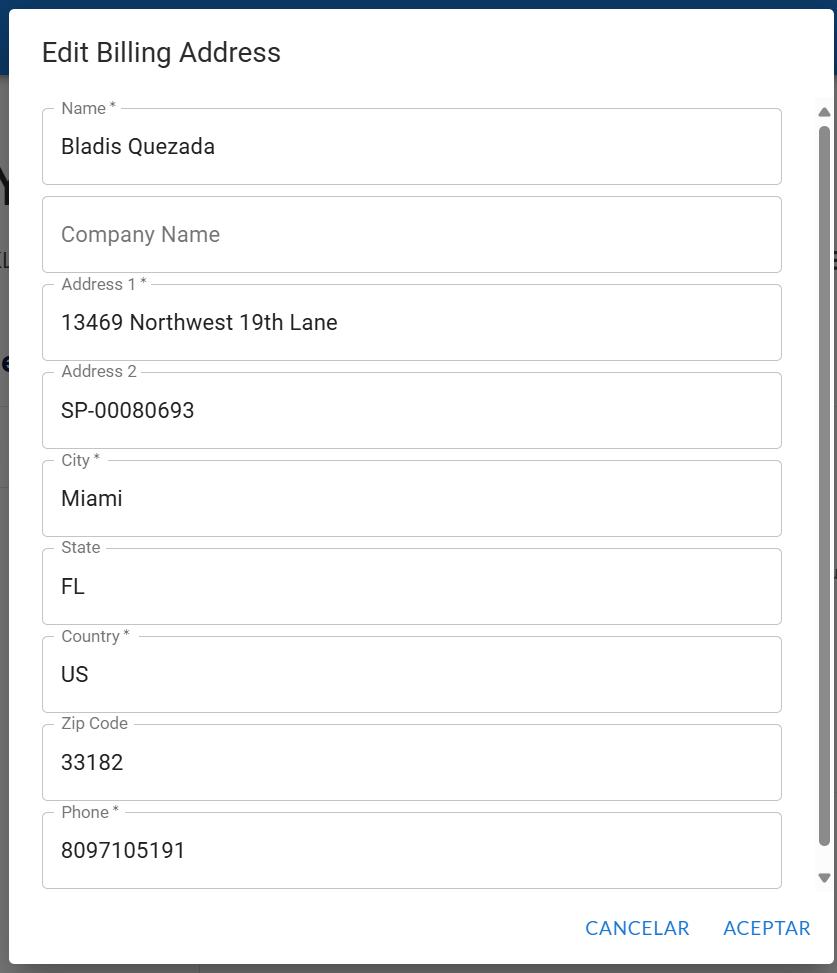 Edit Billing Address
Name *
Bladis Quezada
Company Name
Address 1 *
13469 Northwest 19th Lane
Address 2
SP-00080693
City *
Miami
State
FL
Country *
US
Zip Code
33182
Phone *
8097105191
CANCELAR ACEPTAR